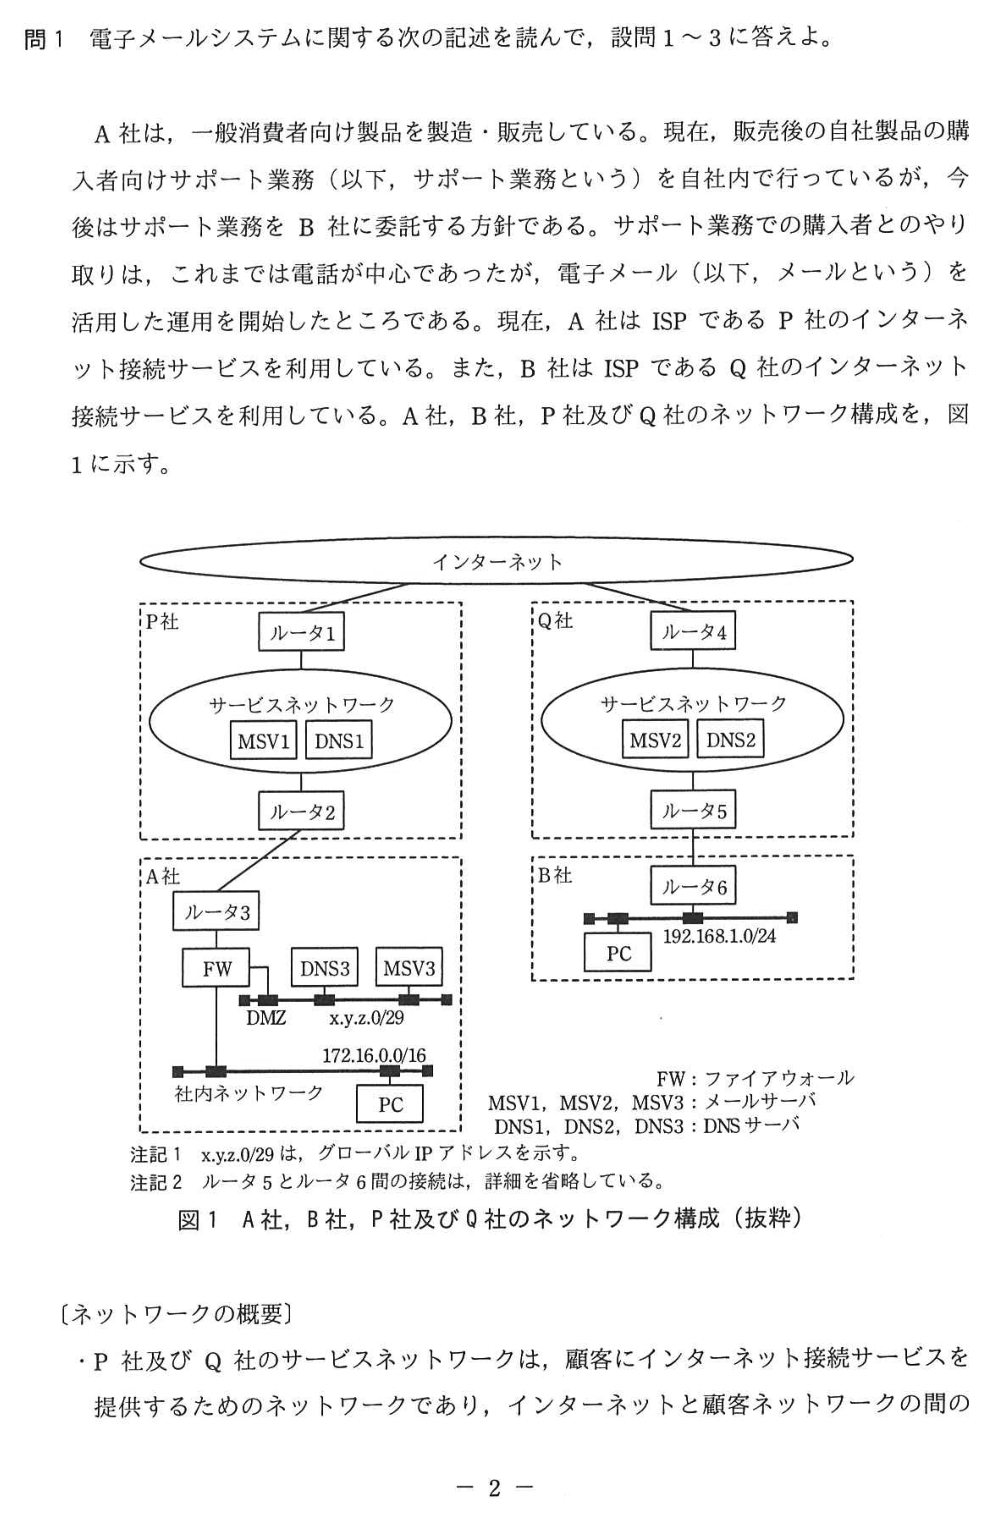 問1 電子メールシステムに関する次の記述を読んで，設問1～3に答えよ。
A 社は，一般消費者向け製品を製造・販売している。現在，販売後の自社製品の購
入者向けサポート業務（以下，サポート業務という）を自社内で行っているが，今
後はサポート業務を B 社に委託する方針である。サポート業務での購入者とのやり
取りは，これまでは電話が中心であったが，電子メール（以下，メールという）を
活用した運用を開始したところである。現在，A 社は ISP である P 社のインターネ
ット接続サービスを利用している。また，B 社は ISP である Q 社のインターネット
接続サービスを利用している。A 社，B 社，P 社及び Q 社のネットワーク構成を，図
1 に示す。
インターネット
P社
ルータ1
サービスネットワーク
MSV1 DNS1
ルータ2
Q社
ルータ4
サービスネットワーク
MSV2 DNS2
ルータ5
A社
ルータ3
FW DNS3 MSV3
DMZ x.y.z.0/29
172.16.0.0/16
社内ネットワーク
PC
B社
ルータ6
192.168.1.0/24
PC
FW：ファイアウォール
MSV1，MSV2，MSV3：メールサーバ
DNS1，DNS2，DNS3：DNSサーバ
注記1 x.y.z.0/29 は，グローバル IP アドレスを示す。
注記2 ルータ5とルータ6間の接続は，詳細を省略している。
図1 A社，B社，P社及びQ社のネットワーク構成（抜粋）
〔ネットワークの概要〕
・P 社及び Q 社のサービスネットワークは，顧客にインターネット接続サービスを
提供するためのネットワークであり，インターネットと顧客ネットワークの間の
－ 2 －